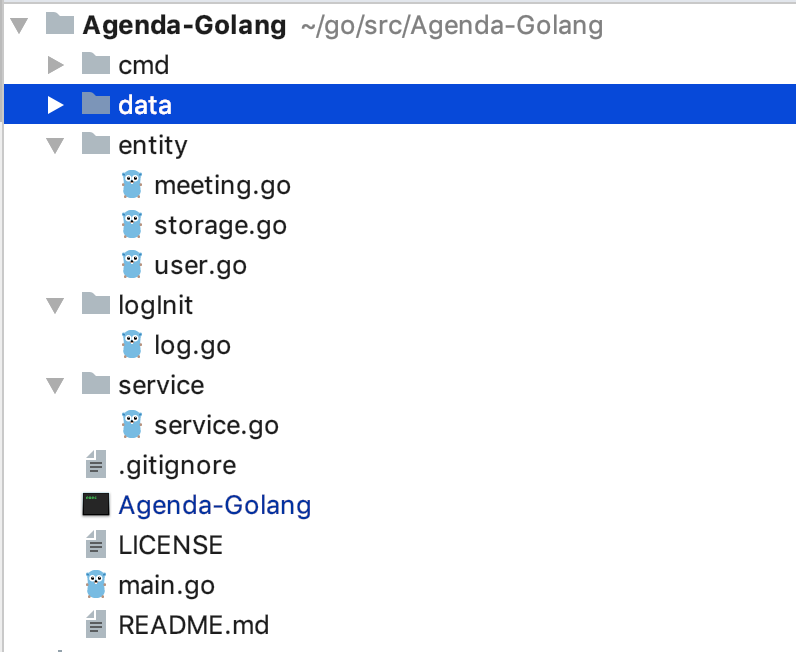 Agenda-Golang ~/go/src/Agenda-Golang
cmd
data
entity
meeting.go
storage.go
user.go
logInit
log.go
service
service.go
.gitignore
Agenda-Golang
LICENSE
main.go
README.md